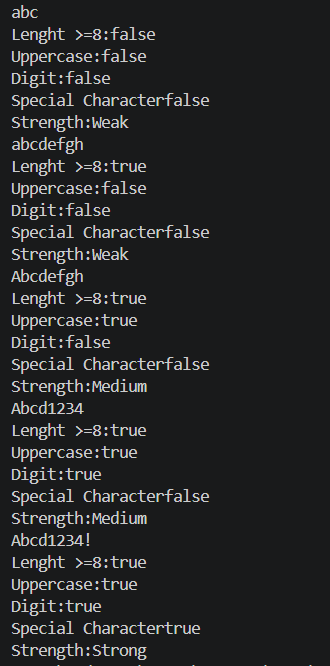 abc
Lenght >=8:false
Uppercase:false
Digit:false
Special Characterfalse
Strength:Weak
abcdefgh
Lenght >=8:true
Uppercase:false
Digit:false
Special Characterfalse
Strength:Weak
Abcdefgh
Lenght >=8:true
Uppercase:true
Digit:false
Special Characterfalse
Strength:Medium
Abcd1234
Lenght >=8:true
Uppercase:true
Digit:true
Special Characterfalse
Strength:Medium
Abcd1234!
Lenght >=8:true
Uppercase:true
Digit:true
Special Charactertrue
Strength:Strong